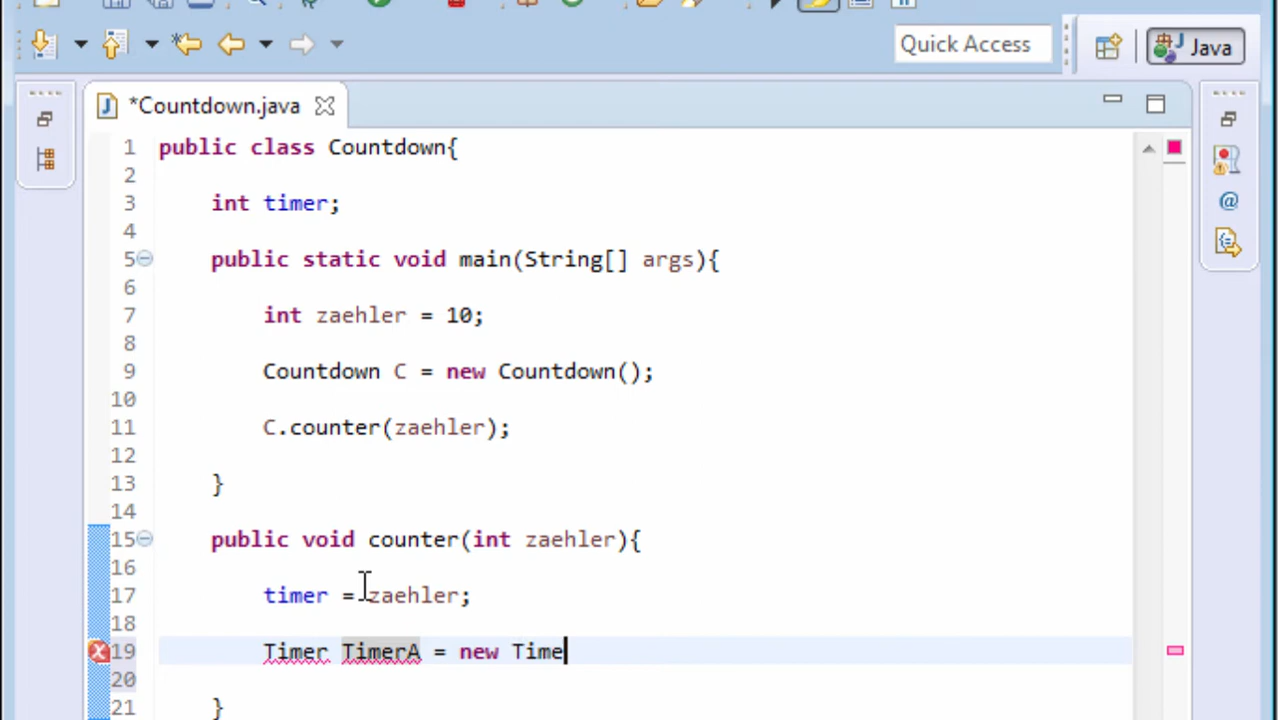 Quick Access
Java
*Countdown.java
1 public class Countdown{
2
3 int timer;
4
5 public static void main(String[] args){
6
7 int zaehler = 10;
8
9 Countdown C = new Countdown();
10
11 C.counter(zaehler);
12
13 }
14
15 public void counter(int zaehler){
16
17 timer = zaehler;
18
19 Timer TimerA = new Time
20
21 }